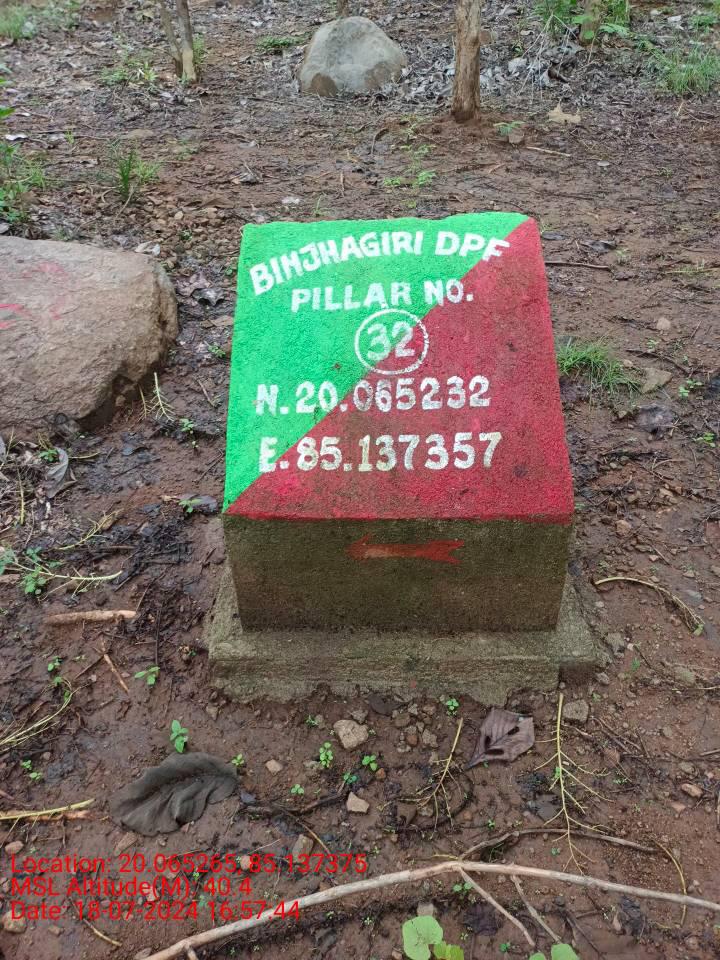 BINJHAGIRI DPF
PILLAR NO.
32
N. 20.065232
E. 85.137357
Location: 20.065265, 85.137375
MSL Altitude(M): 40.4
Date: 18-07-2024 16:57:44